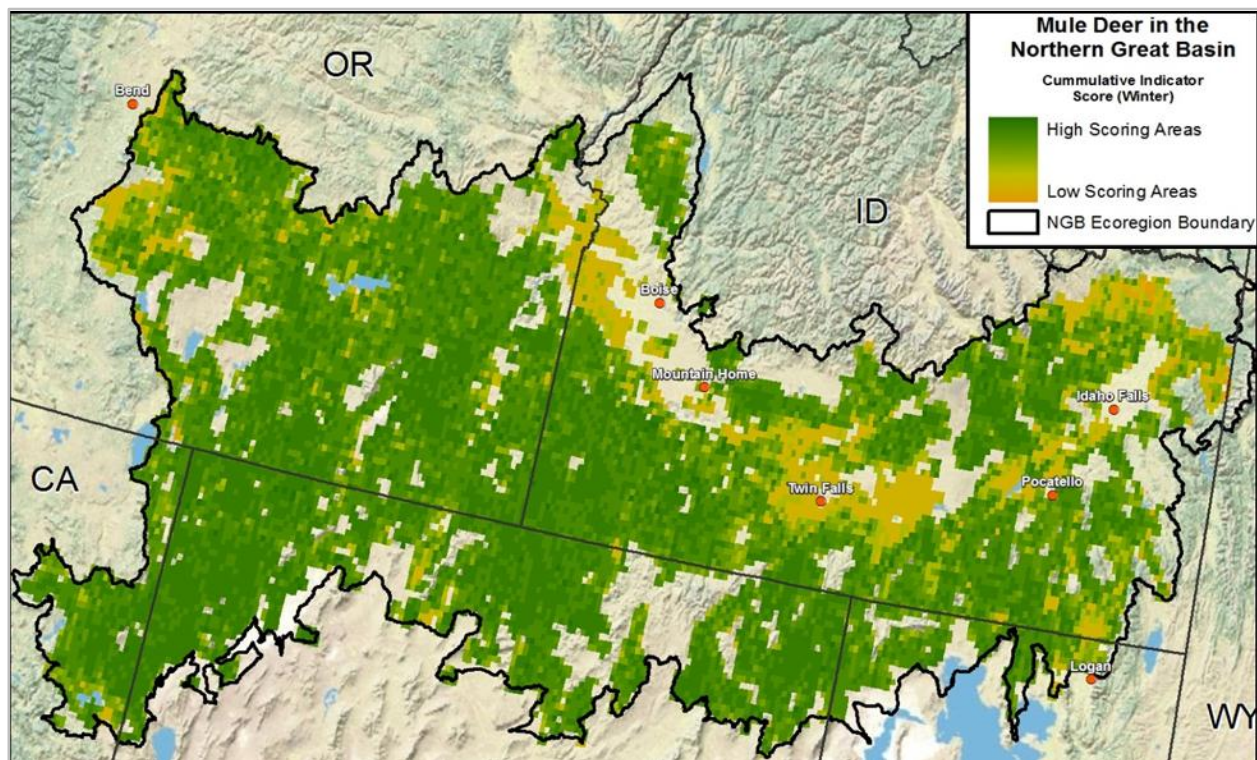 Mule Deer in the
Northern Great Basin
Cummulative Indicator
Score (Winter)
High Scoring Areas
Low Scoring Areas
NGB Ecoregion Boundary
OR
Bend
ID
Boise
Mountain Home
Idaho Falls
CA
Twin Falls
Pocatello
Logan
WY